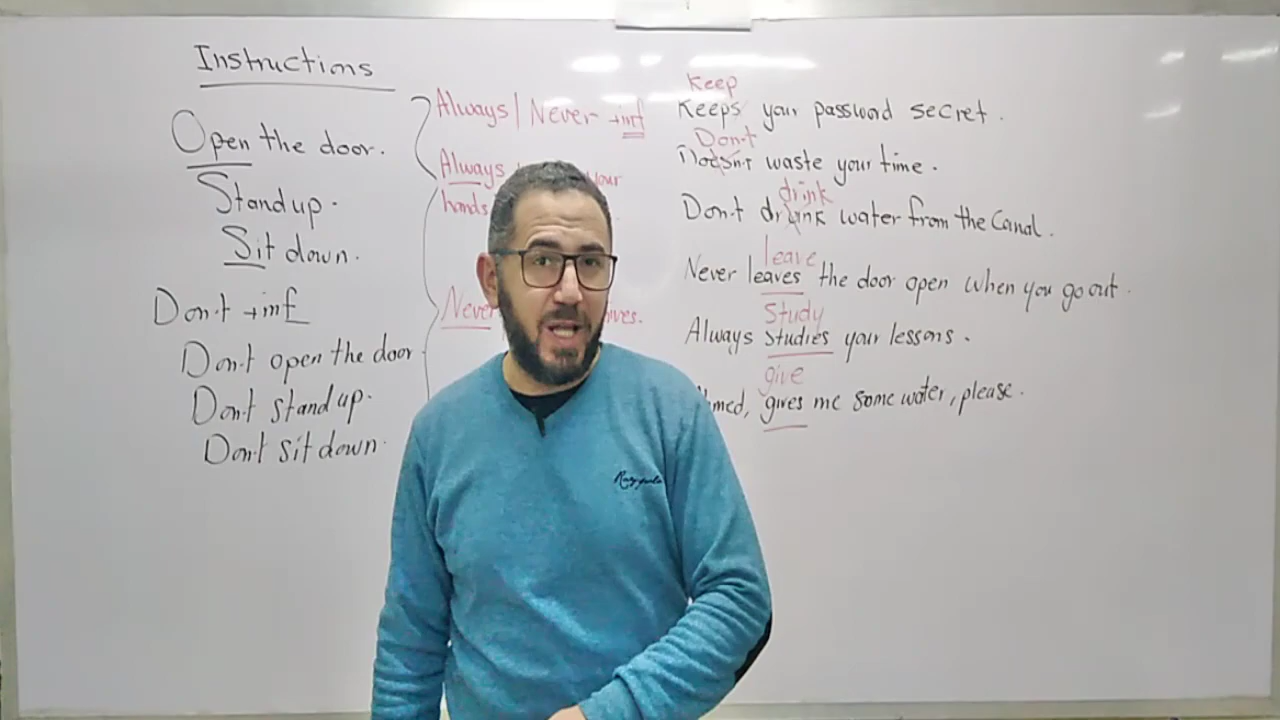 Instructions
Open the door.
Stand up.
Sit down.
Don't + inf
Don't open the door
Don't stand up.
Don't sit down.
Always / Never + inf
Always your
hands
Never
Keep
Keeps your password secret.
Don't
Doesn't waste your time.
drink
Don't drunk water from the Canal.
leave
Never leaves the door open when you go out.
Study
Always studies your lessons.
give
gives me some water, please.